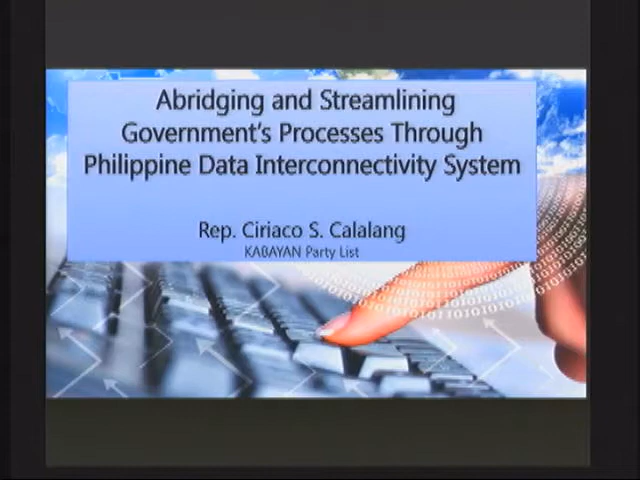 Abridging and Streamlining
Government's Processes Through
Philippine Data Interconnectivity System
Rep. Ciriaco S. Calalang
KABAYAN Party List